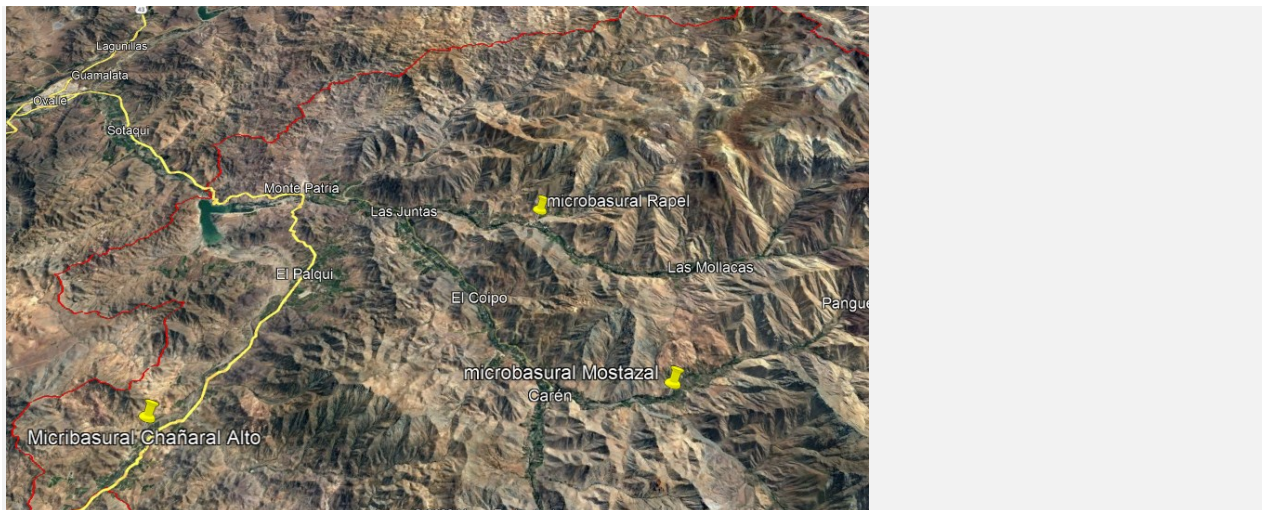 43
Lagunillas
Guamalata
Ovalle
Sotaqui
Monte Patria
microbasural Rapel
Las Juntas
Las Mollacas
El Palqui
El Coipo
Pangue
microbasural Mostazal
Carén
Micribasural Chañaral Alto